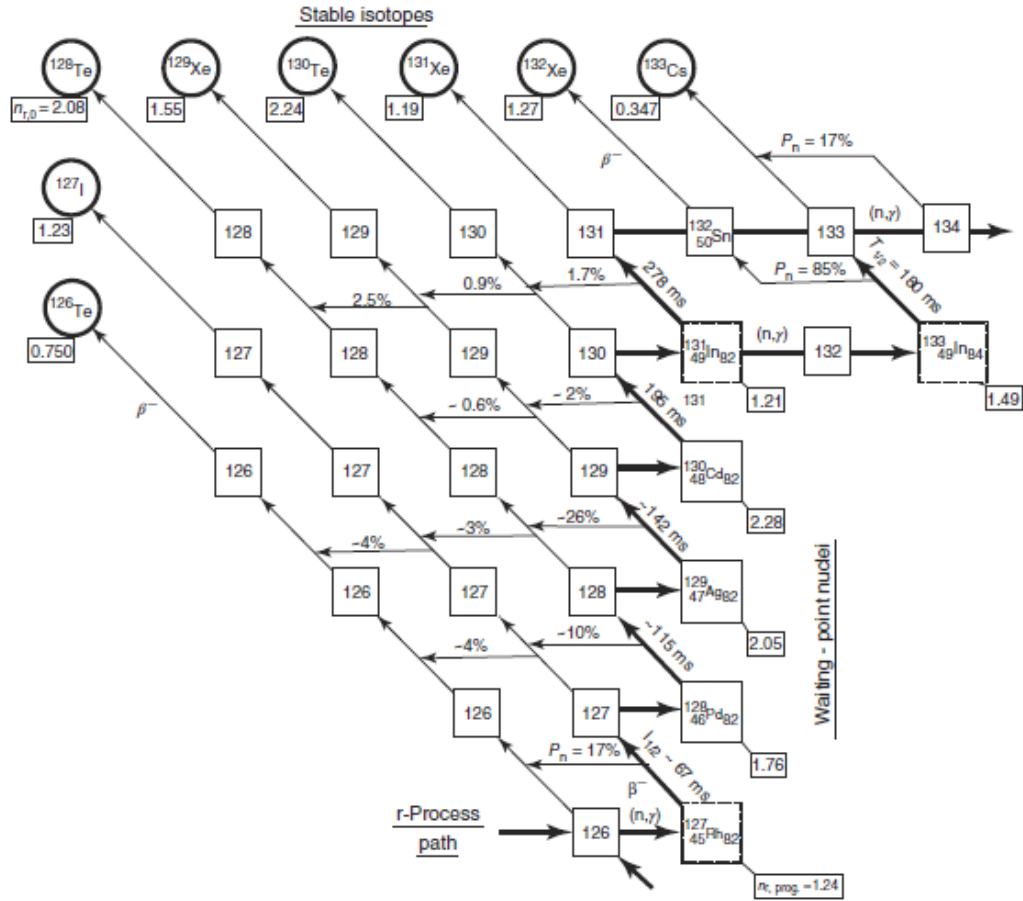 Stable isotopes
128Te 129Xe 130Te 131Xe 132Xe 133Cs
nr,0 = 2.08 1.55 2.24 1.19 1.27 0.347
Pn = 17%
β−
127I
1.23
128 129 130 131 132 50Sn 133 (n,γ) 134
T1/2 = 180 ms
Pn = 85%
278 ms
1.7%
0.9%
2.5%
126Te
0.750
127 128 129 130 131 49In82 (n,γ) 132 133 49In84
131 1.21 1.49
195 ms
~ 2%
~ 0.6%
β−
126 127 128 129 130 48Cd82
2.28
~142 ms
~26%
~3%
~4%
126 127 128 129 47Ag82
2.05
~115 ms
~10%
~4%
126 127 128 46Pd82
1.76
Pn = 17%
I1/2 ~ 67 ms
β−
(n,γ)
r-Process
path
126 127 45Rh82
nr, prog. =1.24
Waiting - point nuclei